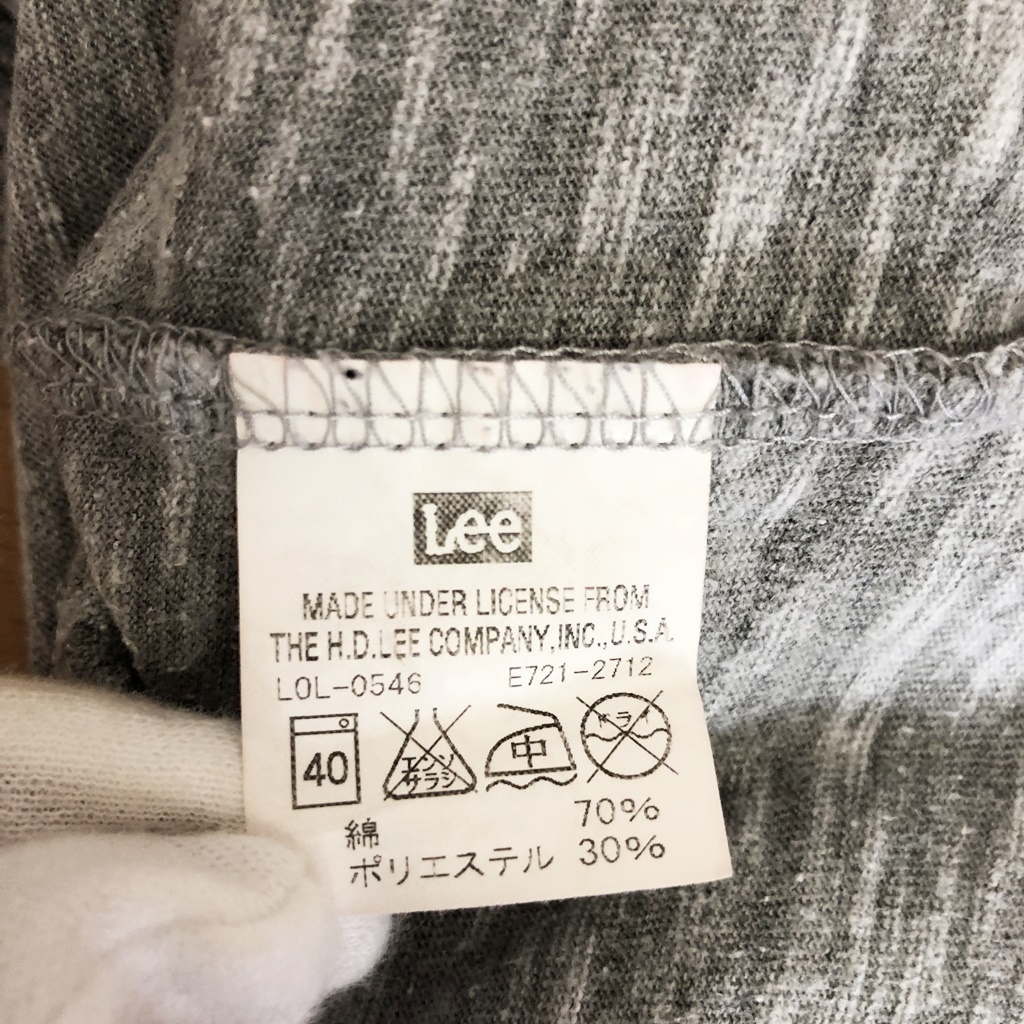 Lee
MADE UNDER LICENSE FROM
THE H.D.LEE COMPANY,INC.,U.S.A.
LOL-0546 E721-2712
40 エンソ サラシ 中 ドライ
綿 70%
ポリエステル 30%